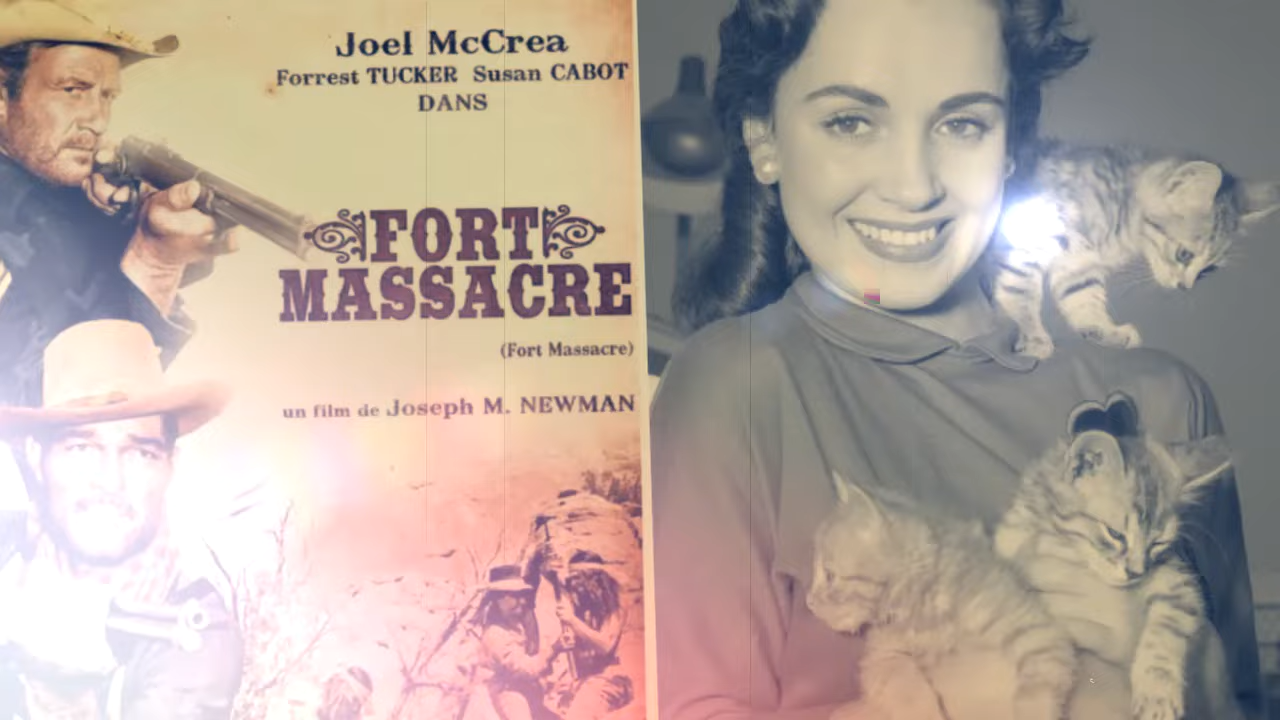 Joel McCrea
Forrest TUCKER Susan CABOT
DANS
FORT
MASSACRE
(Fort Massacre)
un film de Joseph M. NEWMAN